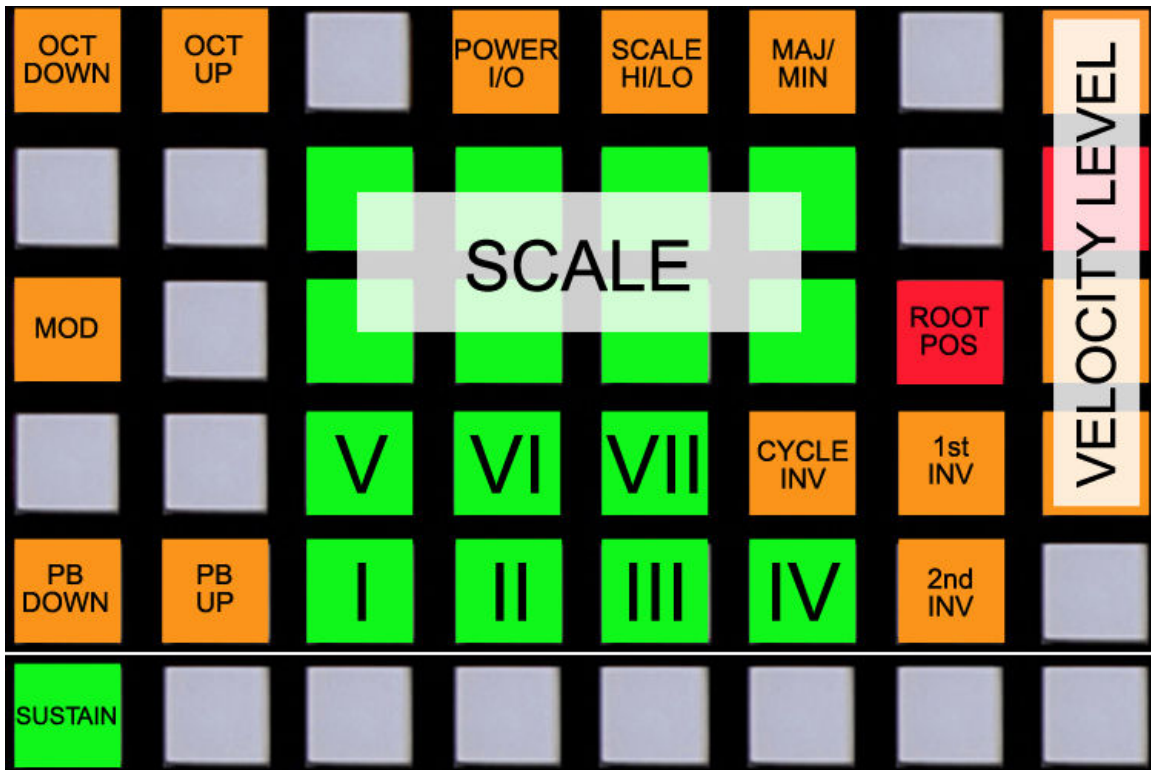 OCT
DOWN
OCT
UP
POWER
I/O
SCALE
HI/LO
MAJ/
MIN
VELOCITY LEVEL
SCALE
MOD
ROOT
POS
V
VI
VII
CYCLE
INV
1st
INV
PB
DOWN
PB
UP
I
II
III
IV
2nd
INV
SUSTAIN